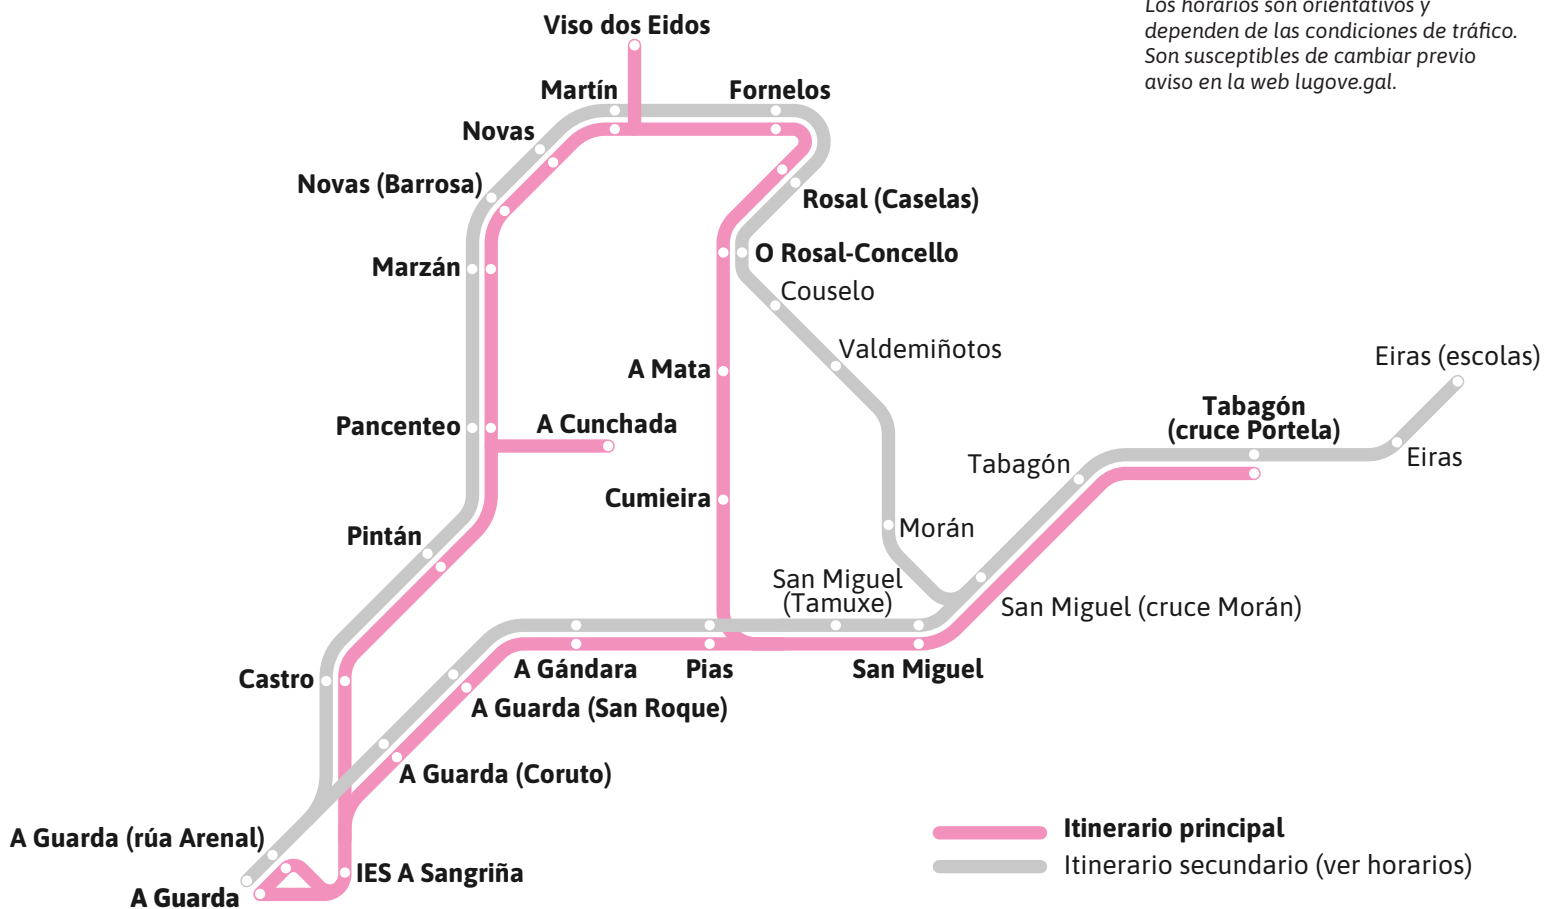 Los horarios son orientativos y
dependen de las condiciones de tráfico.
Son susceptibles de cambiar previo
aviso en la web lugove.gal.
Viso dos Eidos
Martín
Fornelos
Novas
Novas (Barrosa)
Rosal (Caselas)
Marzán
O Rosal-Concello
Couselo
Valdemiñotos
A Mata
Eiras (escolas)
Pancenteo
A Cunchada
Tabagón
(cruce Portela)
Tabagón
Eiras
Cumieira
Pintán
Morán
San Miguel
(Tamuxe)
San Miguel (cruce Morán)
Castro
A Gándara
Pias
San Miguel
A Guarda (San Roque)
A Guarda (Coruto)
A Guarda (rúa Arenal)
IES A Sangriña
A Guarda
Itinerario principal
Itinerario secundario (ver horarios)